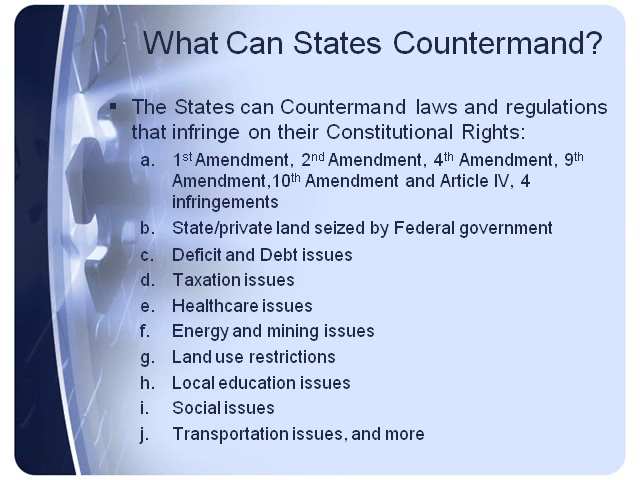 What Can States Countermand?
▪ The States can Countermand laws and regulations
that infringe on their Constitutional Rights:
a. 1st Amendment, 2nd Amendment, 4th Amendment, 9th
Amendment,10th Amendment and Article IV, 4
infringements
b. State/private land seized by Federal government
c. Deficit and Debt issues
d. Taxation issues
e. Healthcare issues
f. Energy and mining issues
g. Land use restrictions
h. Local education issues
i. Social issues
j. Transportation issues, and more